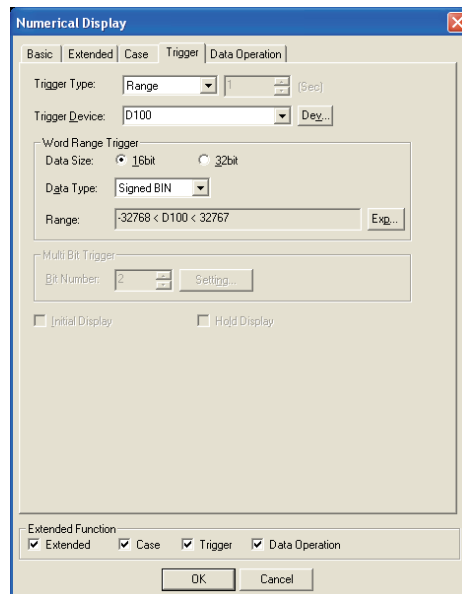 Numerical Display
Basic Extended Case Trigger Data Operation
Trigger Type: Range 1 (Sec)
Trigger Device: D100 Dev...
Word Range Trigger
Data Size: 16bit 32bit
Data Type: Signed BIN
Range: -32768 < D100 < 32767 Exp...
Multi Bit Trigger
Bit Number: 2 Setting...
Initial Display Hold Display
Extended Function
Extended Case Trigger Data Operation
OK Cancel